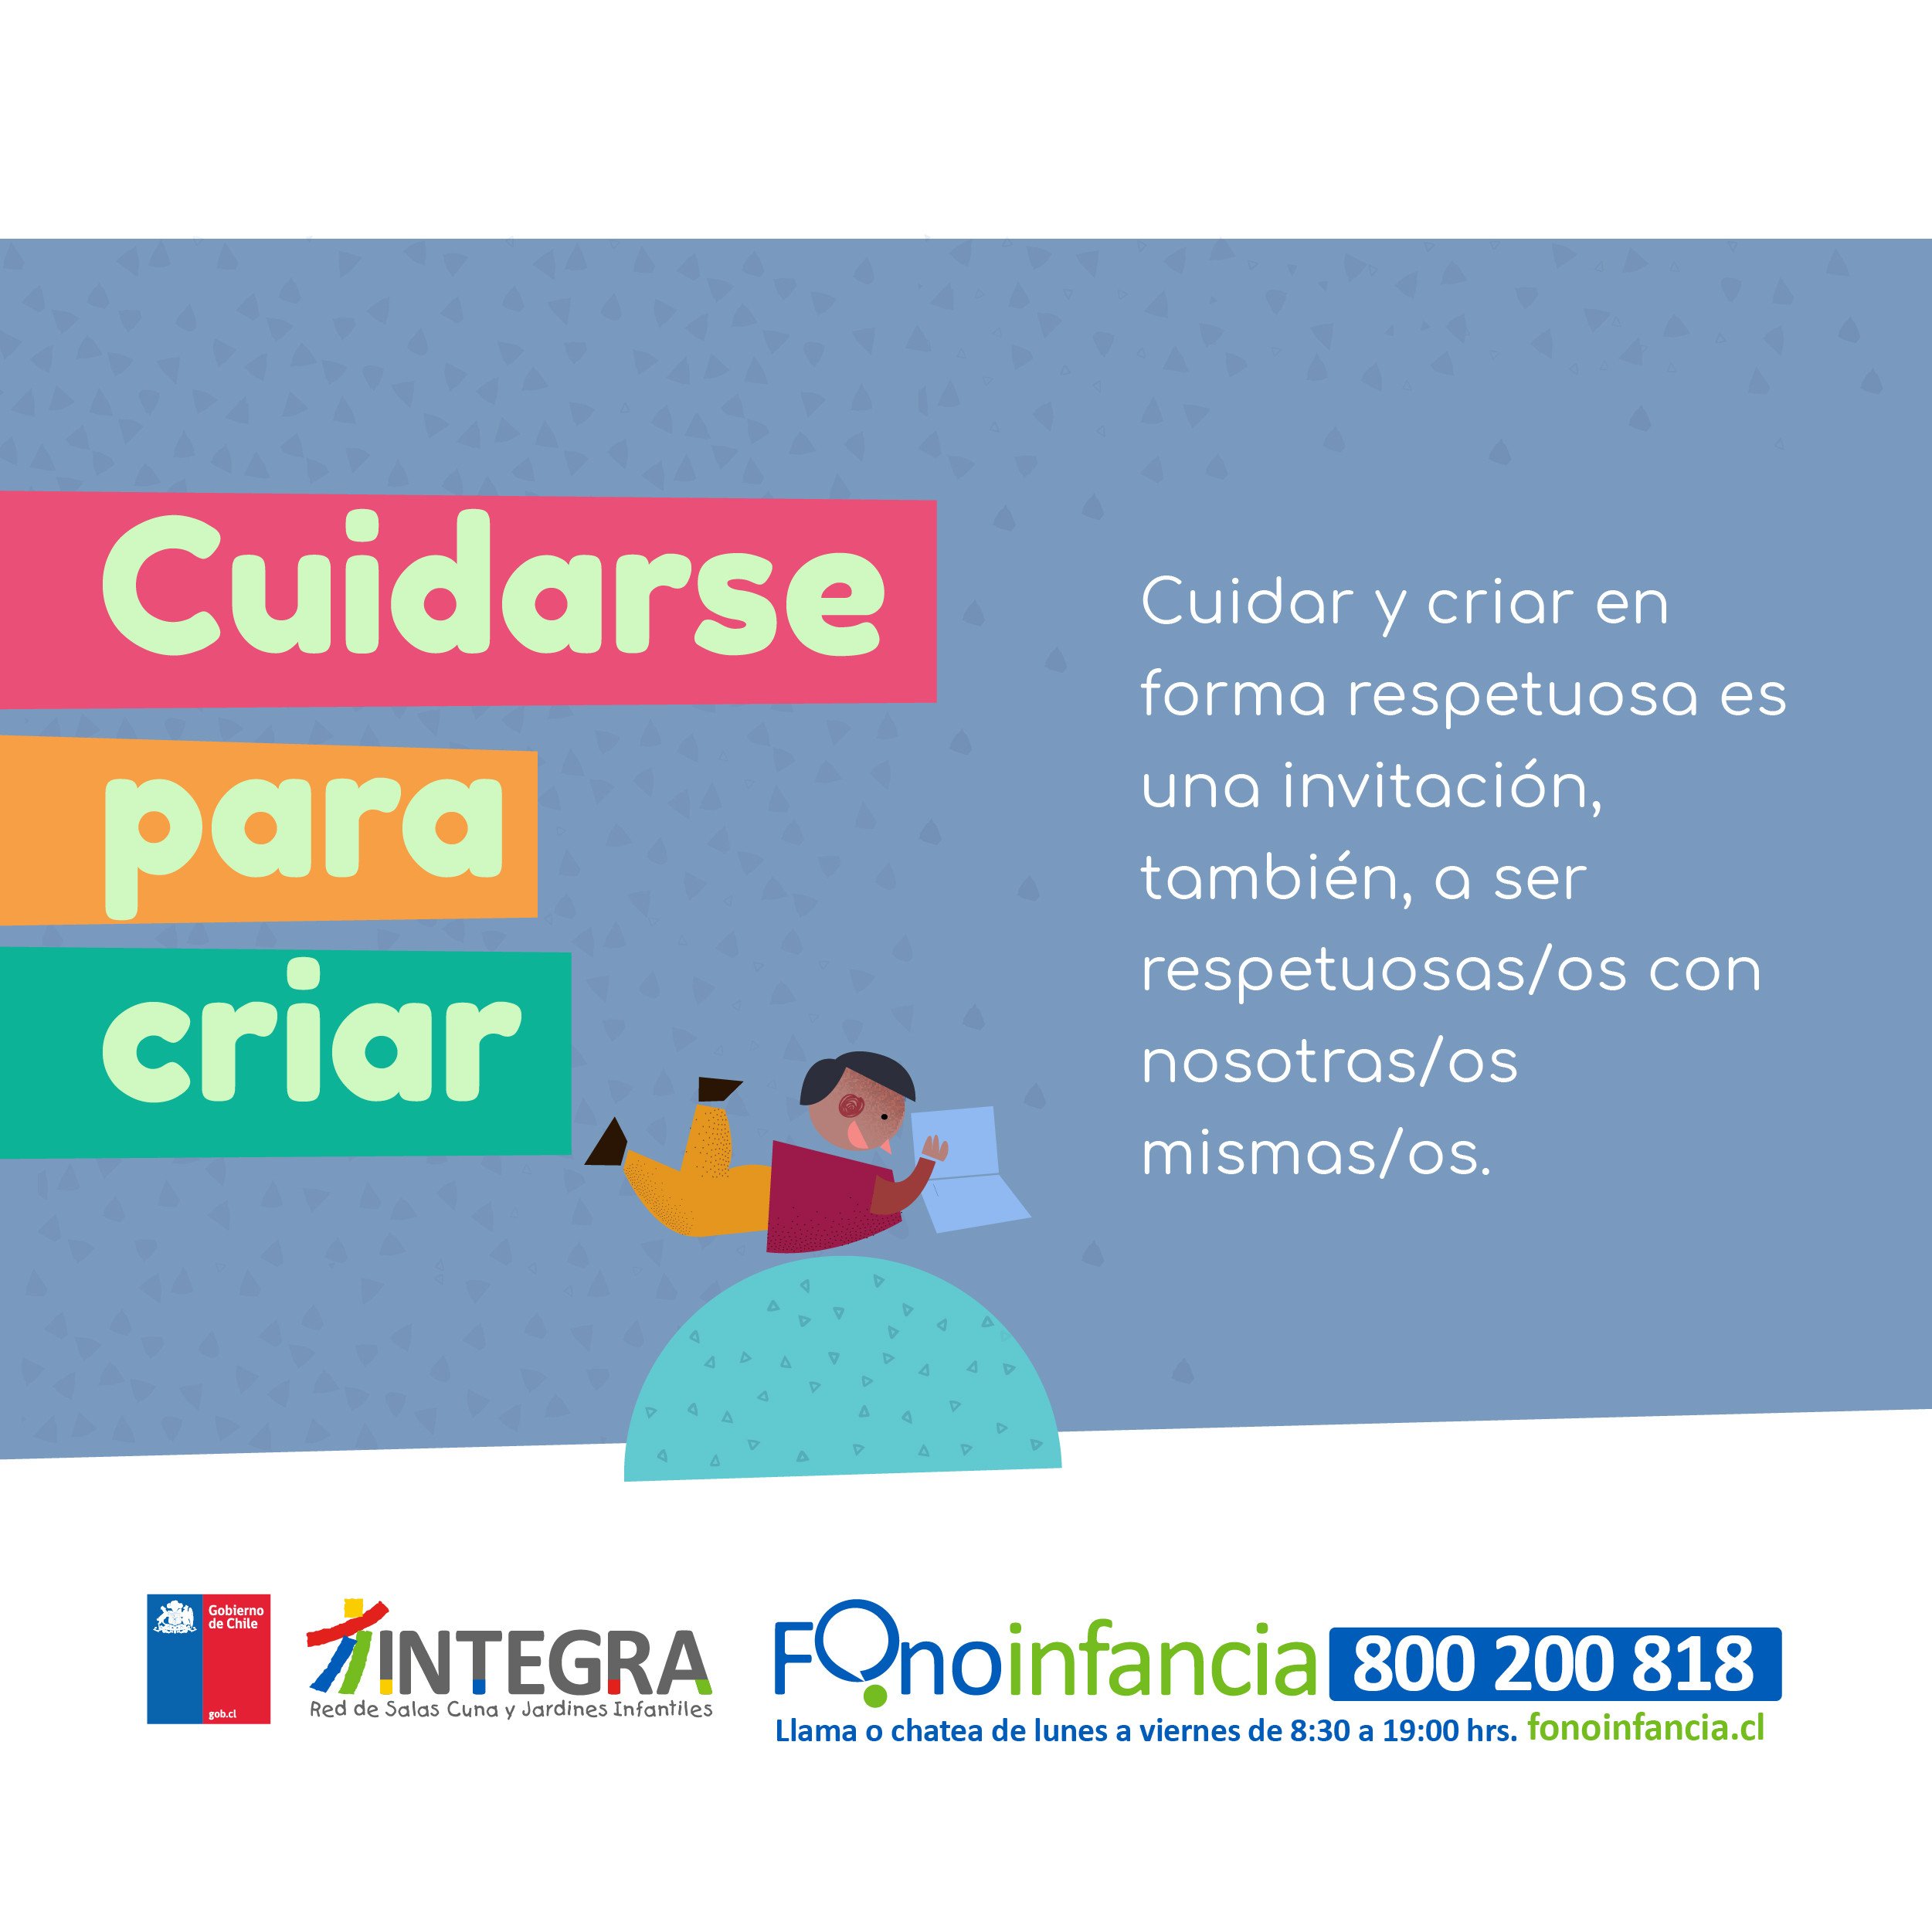 Cuidarse
para
criar
Cuidar y criar en
forma respetuosa es
una invitación,
también, a ser
respetuosas/os con
nosotras/os
mismas/os.
Gobierno
de Chile
gob.cl
INTEGRA
Red de Salas Cuna y Jardines Infantiles
Fonoinfancia 800 200 818
Llama o chatea de lunes a viernes de 8:30 a 19:00 hrs. fonoinfancia.cl